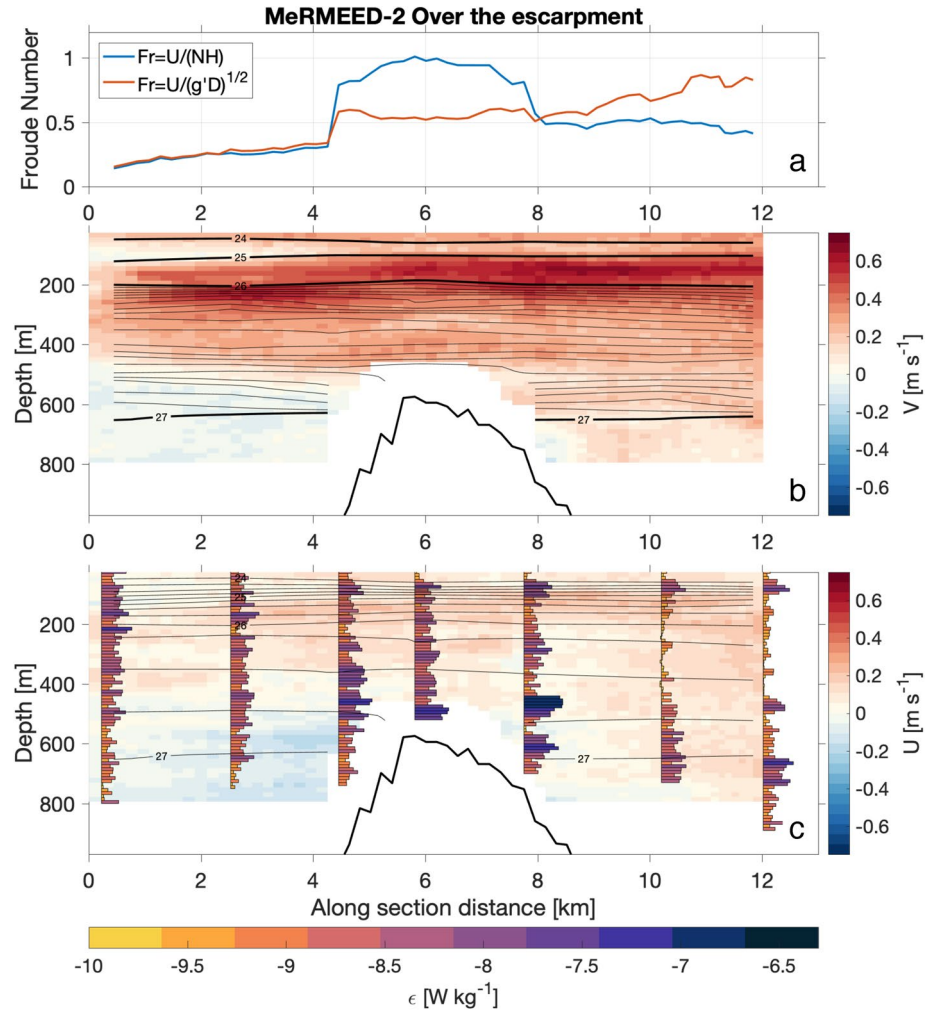 MeRMEED-2 Over the escarpment
Froude Number
1
0.5
0
Fr=U/(NH)
Fr=U/(g'D)^{1/2}
a
0 2 4 6 8 10 12
Depth [m]
200
400
600
800
24
25
26
27
27
b
0.6
0.4
0.2
0
-0.2
-0.4
-0.6
V [m s^{-1}]
0 2 4 6 8 10 12
Depth [m]
200
400
600
800
24
25
26
27
27
c
0.6
0.4
0.2
0
-0.2
-0.4
-0.6
U [m s^{-1}]
0 2 4 6 8 10 12
Along section distance [km]
-10 -9.5 -9 -8.5 -8 -7.5 -7 -6.5
ϵ [W kg^{-1}]